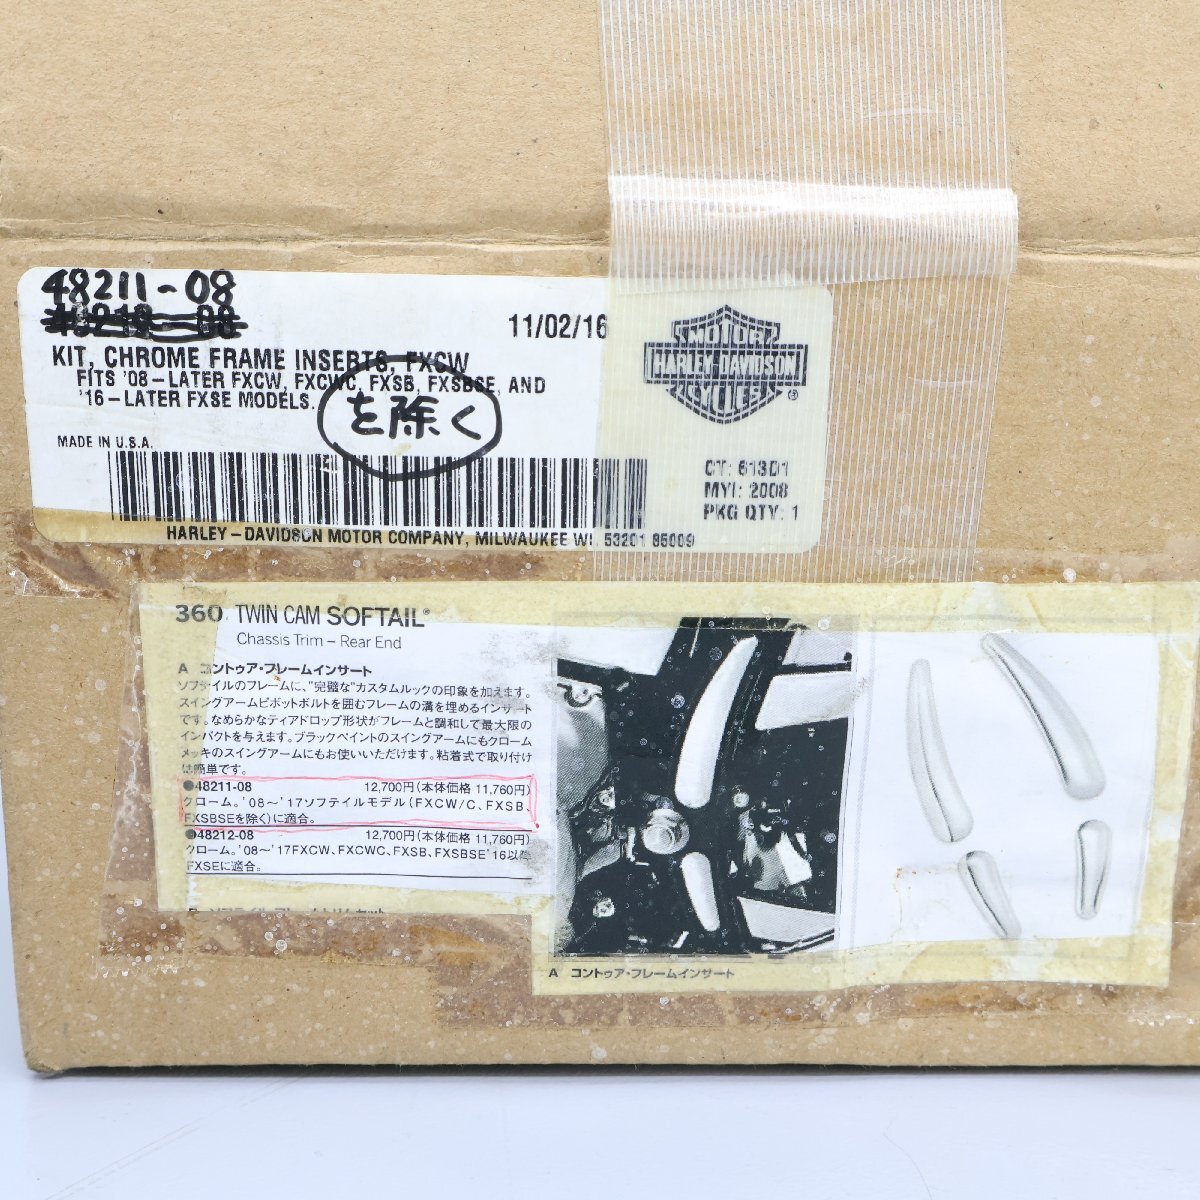 48211-08
48212-08
11/02/16
KIT, CHROME FRAME INSERTS, FXCW
FITS '08-LATER FXCW, FXCWC, FXSB, FXSBSE, AND
'16-LATER FXSE MODELS.
を除く
MADE IN U.S.A.
MOTOR
HARLEY-DAVIDSON
CYCLES
®
CT: 613D1
MYI: 2008
PKG QTY: 1
HARLEY-DAVIDSON MOTOR COMPANY, MILWAUKEE WI. 53201 86009
360 TWIN CAM SOFTAIL®
Chassis Trim – Rear End
A コントゥア・フレームインサート
ソフテイルのフレームに、"完璧な"カスタムルックの印象を加えます。
スイングアームピボットボルトを囲むフレームの溝を埋めるインサート
です。なめらかなティアドロップ形状がフレームと調和して最大限の
インパクトを与えます。ブラックペイントのスイングアームにもクローム
メッキのスイングアームにもお使いいただけます。粘着式で取り付け
は簡単です。
●48211-08 12,700円(本体価格 11,760円)
クローム。'08～'17ソフテイルモデル(FXCW/C、FXSB、
FXSBSEを除く)に適合。
●48212-08 12,700円(本体価格 11,760円)
クローム。'08～'17FXCW、FXCWC、FXSB、FXSBSE'16以降
FXSEに適合。
A コントゥア・フレームインサート